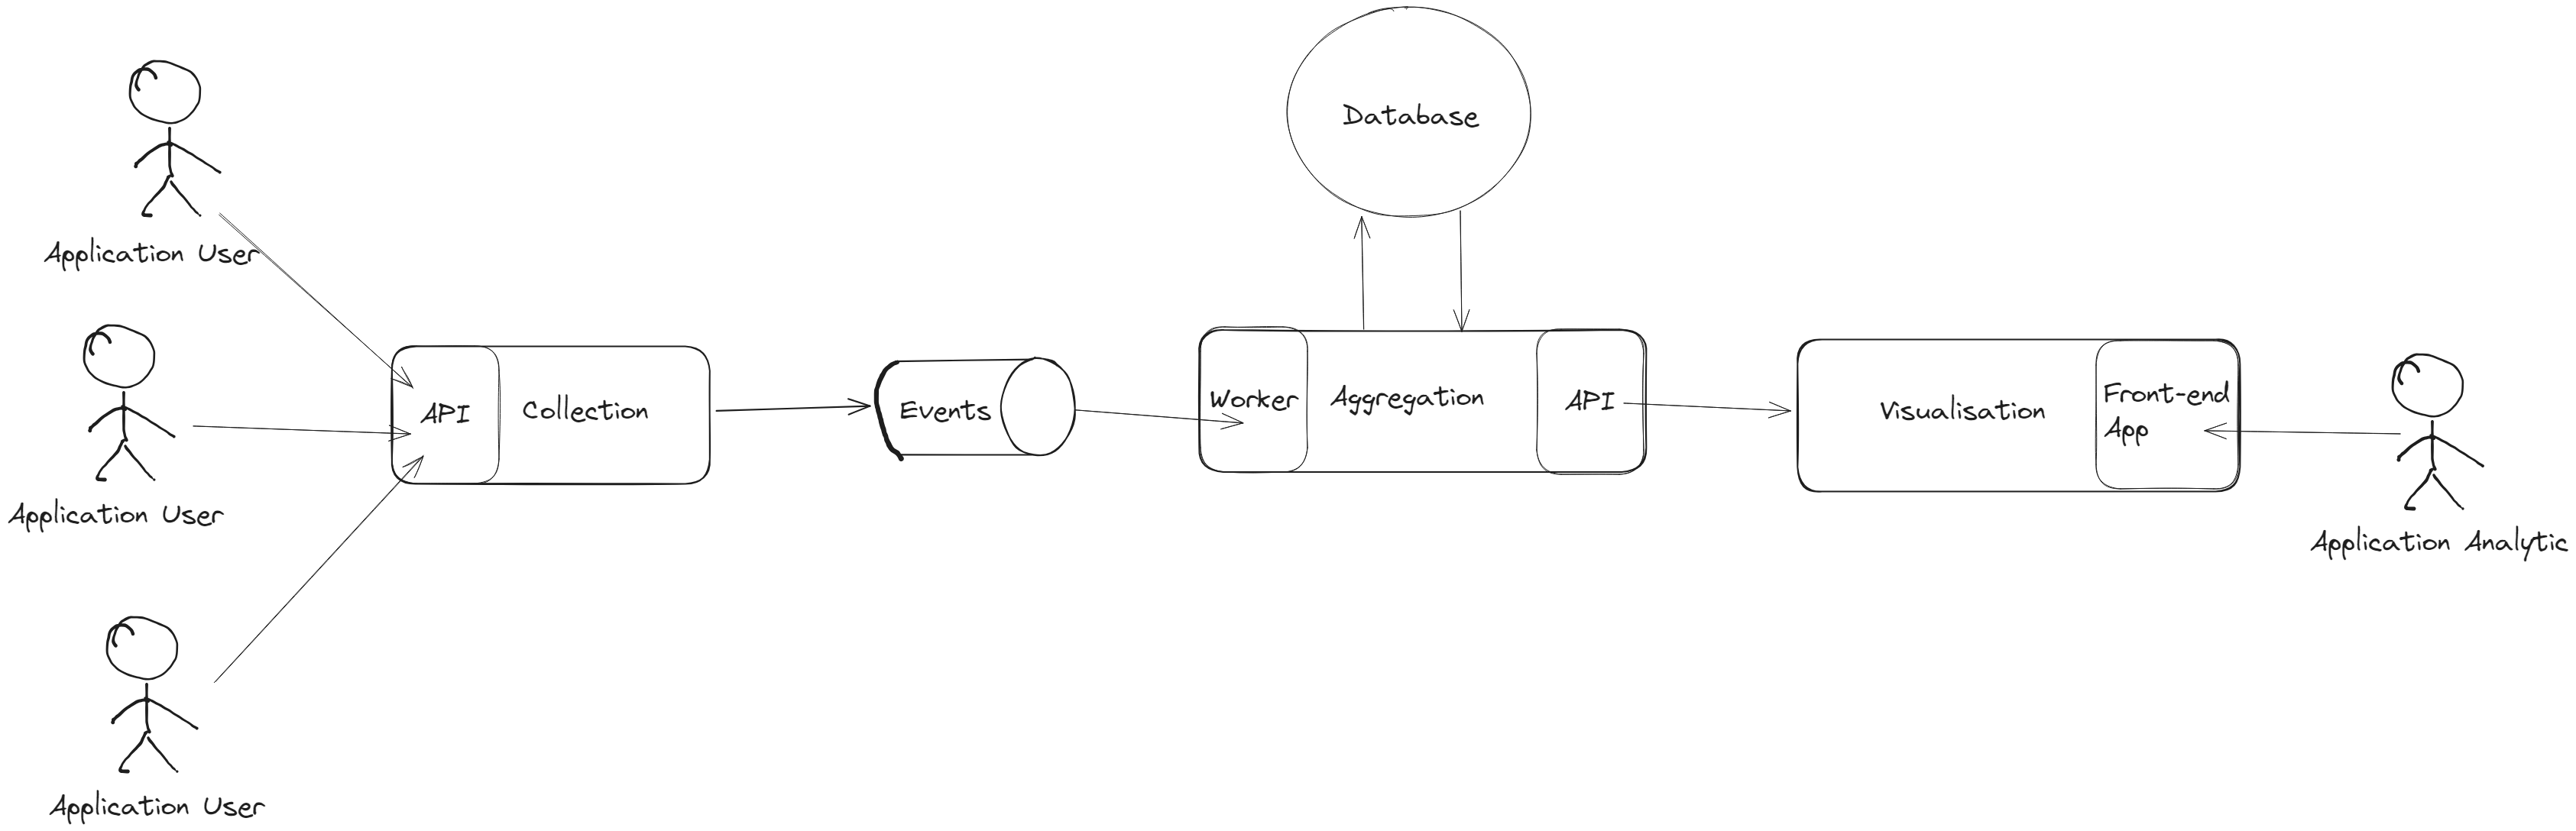 Database
Application User
API
Collection
Events
Worker
Aggregation
API
Visualisation
Front-end
App
Application User
Application Analytic
Application User